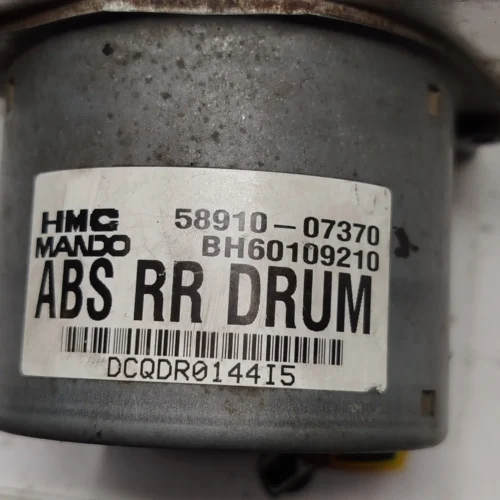 HMC 58910-07370
MANDO BH60109210
ABS RR DRUM
DCQDR0144I5